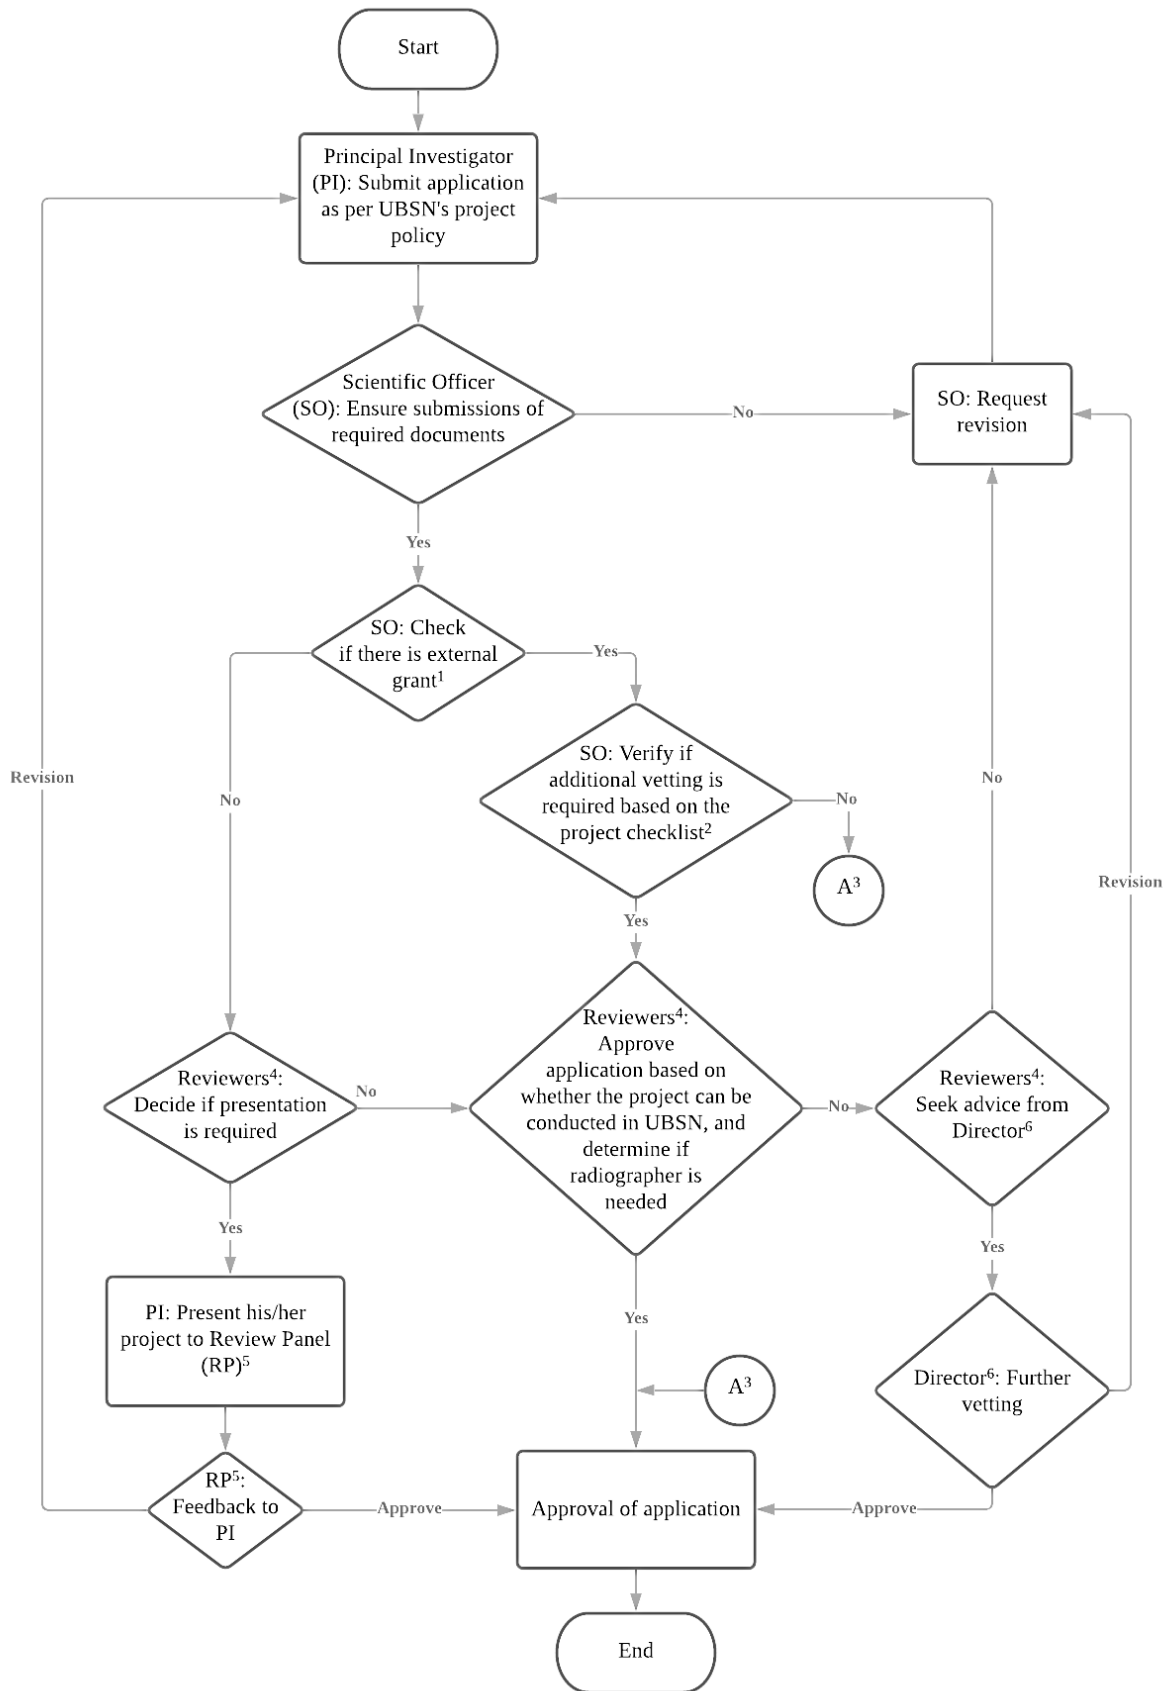 Start
Principal Investigator
(PI): Submit application
as per UBSN's project
policy
Scientific Officer
(SO): Ensure submissions of
required documents
No
SO: Request
revision
Yes
SO: Check
if there is external
grant¹
Yes
No
SO: Verify if
additional vetting is
required based on the
project checklist²
No
A³
Yes
Revision
No
Revision
Reviewers⁴:
Decide if presentation
is required
No
Reviewers⁴:
Approve
application based on
whether the project can be
conducted in UBSN, and
determine if
radiographer is
needed
No
Reviewers⁴:
Seek advice from
Director⁶
Yes
Yes
Yes
PI: Present his/her
project to Review Panel
(RP)⁵
A³
Director⁶: Further
vetting
RP⁵:
Feedback to
PI
Approve
Approval of application
Approve
End